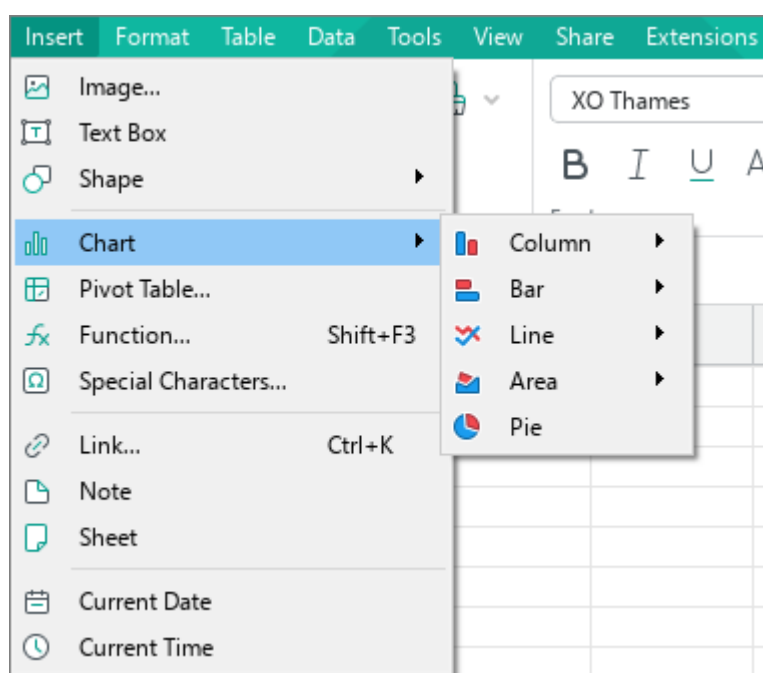 Insert Format Table Data Tools View Share Extensions
Image...
XO Thames
Text Box
B I U A
Shape
Chart
Column
Pivot Table...
Bar
Function... Shift+F3
Line
Special Characters...
Area
Pie
Link... Ctrl+K
Note
Sheet
Current Date
Current Time